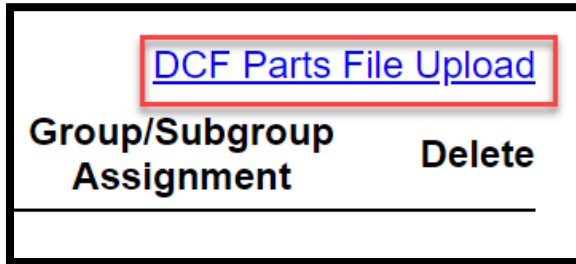 DCF Parts File Upload
Group/Subgroup
Assignment
Delete